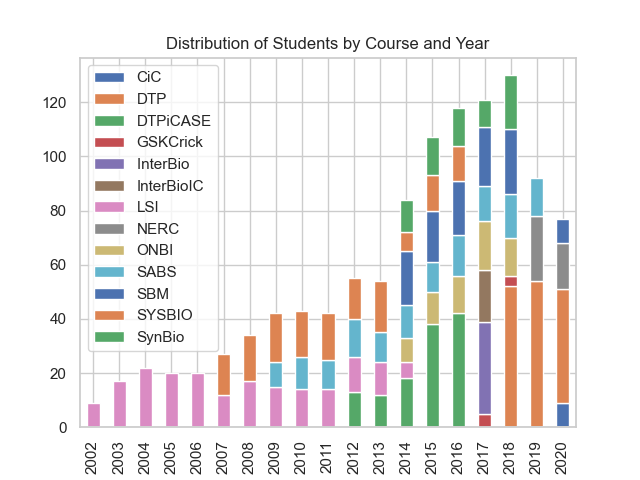 Distribution of Students by Course and Year
CiC
DTP
DTPiCASE
GSKCrick
InterBio
InterBioIC
LSI
NERC
ONBI
SABS
SBM
SYSBIO
SynBio
120
100
80
60
40
20
0
2002 2003 2004 2005 2006 2007 2008 2009 2010 2011 2012 2013 2014 2015 2016 2017 2018 2019 2020